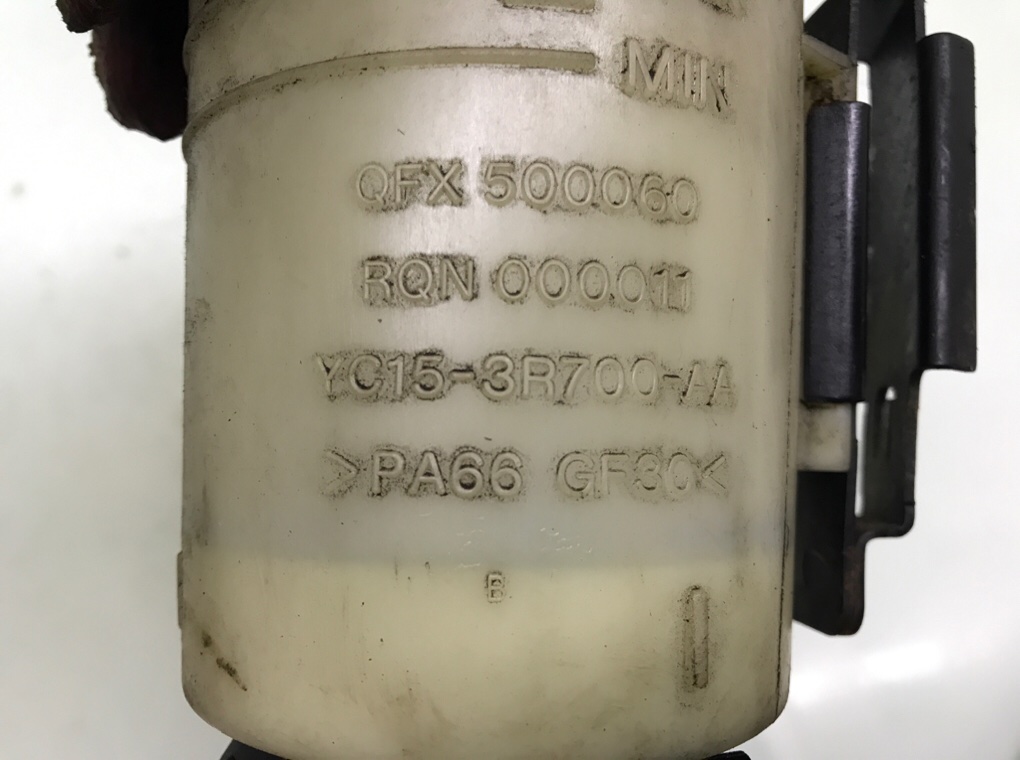 MIN
QFX 500060
RQN 000011
YC15-3R700-AA
>PA66 GF30<
B